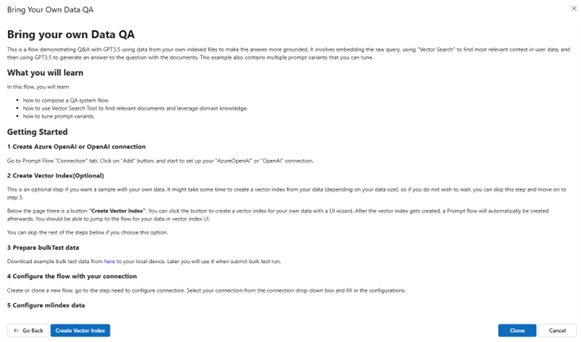 Bring Your Own Data QA
Bring your own Data QA
This is a flow demonstrating Q&A with GPT3.5 using data from your own indexed files to make the answer more grounded. It involves embedding the raw query, using "Vector Search" to find most relevant context in user data, and
then using GPT3.5 to generate an answer to the question with the documents. This example also contains multiple prompt variants that you can tune.
What you will learn
In this flow, you will learn
• how to compose a QA system flow.
• how to use Vector Search Tool to find relevant documents and leverage domain knowledge.
• how to tune prompt variants.
Getting Started
1 Create Azure OpenAI or OpenAI connection
Go to Prompt Flow "Connection" tab. Click on "Add" button, and start to set up your "AzureOpenAI" or "OpenAI" connection.
2 Create Vector Index(Optional)
This is an optional step if you want a sample with your own data. It might take some time to create a vector index from your data (depending on your data size), so if you do not wish to wait, you can skip this step and move on to
step 5.
Below the page there is a button "Create Vector Index". You can click the button to create a vector index for your own data with a UI wizard. After the vector index gets created, a Prompt flow will automatically be created
afterwards. You should be able to jump to the flow for your data in vector index UI.
You can skip the rest of the steps below if you choose this option.
3 Prepare bulkTest data
Download example bulk test data from here to your local device. Later you will use it when submit bulk test run.
4 Configure the flow with your connection
Create or clone a new flow, go to the step need to configure connection. Select your connection from the connection drop-down box and fill in the configurations.
5 Configure mlindex data
← Go Back
Create Vector Index
Clone
Cancel